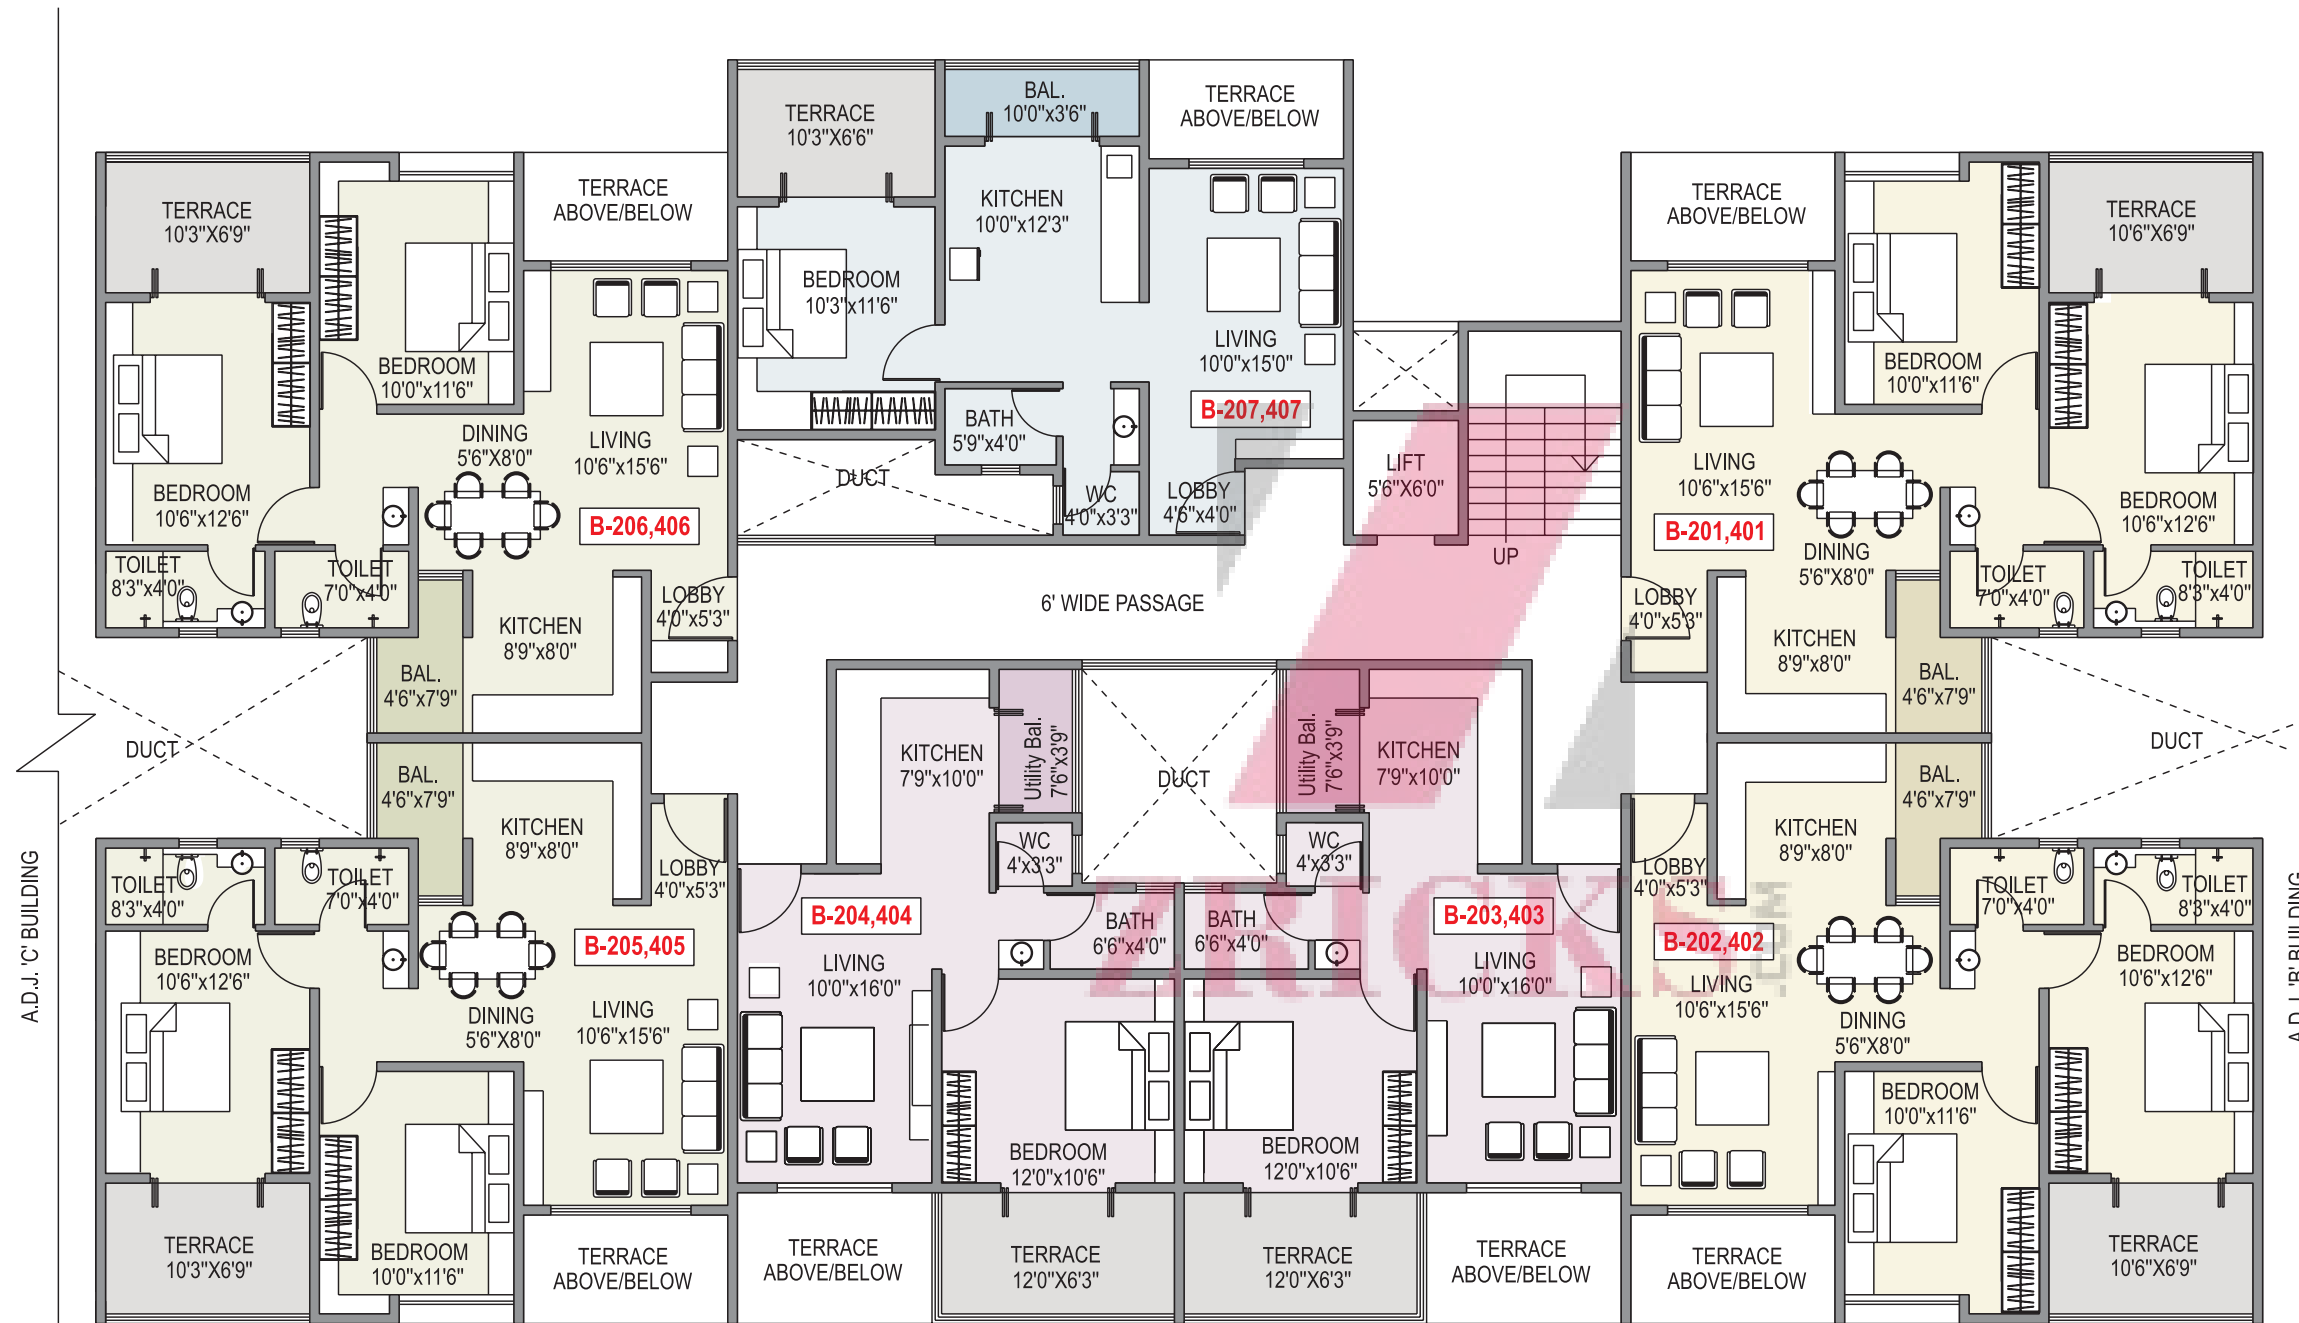 BAL.
10'0"x3'6"
TERRACE
ABOVE/BELOW
TERRACE
10'3"X6'6"
TERRACE
10'3"X6'9"
TERRACE
ABOVE/BELOW
KITCHEN
10'0"x12'3"
TERRACE
ABOVE/BELOW
TERRACE
10'6"X6'9"
BEDROOM
10'3"x11'6"
BEDROOM
10'0"x11'6"
LIVING
10'0"x15'0"
B-207,407
BEDROOM
10'0"x11'6"
DINING
5'6"X8'0"
LIVING
10'6"x15'6"
BATH
5'9"x4'0"
DUCT
WC
4'0"x3'3"
LOBBY
4'6"x4'0"
LIFT
5'6"X6'0"
LIVING
10'6"x15'6"
BEDROOM
10'6"x12'6"
BEDROOM
10'6"x12'6"
B-206,406
B-201,401
UP
DINING
5'6"X8'0"
TOILET
8'3"x4'0"
TOILET
7'0"x4'0"
LOBBY
4'0"x5'3"
6' WIDE PASSAGE
LOBBY
4'0"x5'3"
TOILET
7'0"x4'0"
TOILET
8'3"x4'0"
KITCHEN
8'9"x8'0"
KITCHEN
8'9"x8'0"
BAL.
4'6"x7'9"
BAL.
4'6"x7'9"
DUCT
KITCHEN
7'9"x10'0"
Utility Bal.
7'6"x3'9"
DUCT
Utility Bal.
7'6"x3'9"
KITCHEN
7'9"x10'0"
DUCT
BAL.
4'6"x7'9"
BAL.
4'6"x7'9"
KITCHEN
8'9"x8'0"
KITCHEN
8'9"x8'0"
WC
4'x3'3"
WC
4'x3'3"
LOBBY
4'0"x5'3"
LOBBY
4'0"x5'3"
TOILET
8'3"x4'0"
TOILET
7'0"x4'0"
TOILET
7'0"x4'0"
TOILET
8'3"x4'0"
A.D.J. 'C' BUILDING
B-204,404
BATH
6'6"x4'0"
BATH
6'6"x4'0"
B-203,403
ZRICKS
.COM
B-205,405
B-202,402
BEDROOM
10'6"x12'6"
LIVING
10'0"x16'0"
LIVING
10'0"x16'0"
BEDROOM
10'6"x12'6"
DINING
5'6"X8'0"
LIVING
10'6"x15'6"
LIVING
10'6"x15'6"
DINING
5'6"X8'0"
BEDROOM
12'0"x10'6"
BEDROOM
12'0"x10'6"
BEDROOM
10'0"x11'6"
TERRACE
10'3"X6'9"
BEDROOM
10'0"x11'6"
TERRACE
ABOVE/BELOW
TERRACE
ABOVE/BELOW
TERRACE
12'0"X6'3"
TERRACE
12'0"X6'3"
TERRACE
ABOVE/BELOW
TERRACE
ABOVE/BELOW
TERRACE
10'6"X6'9"